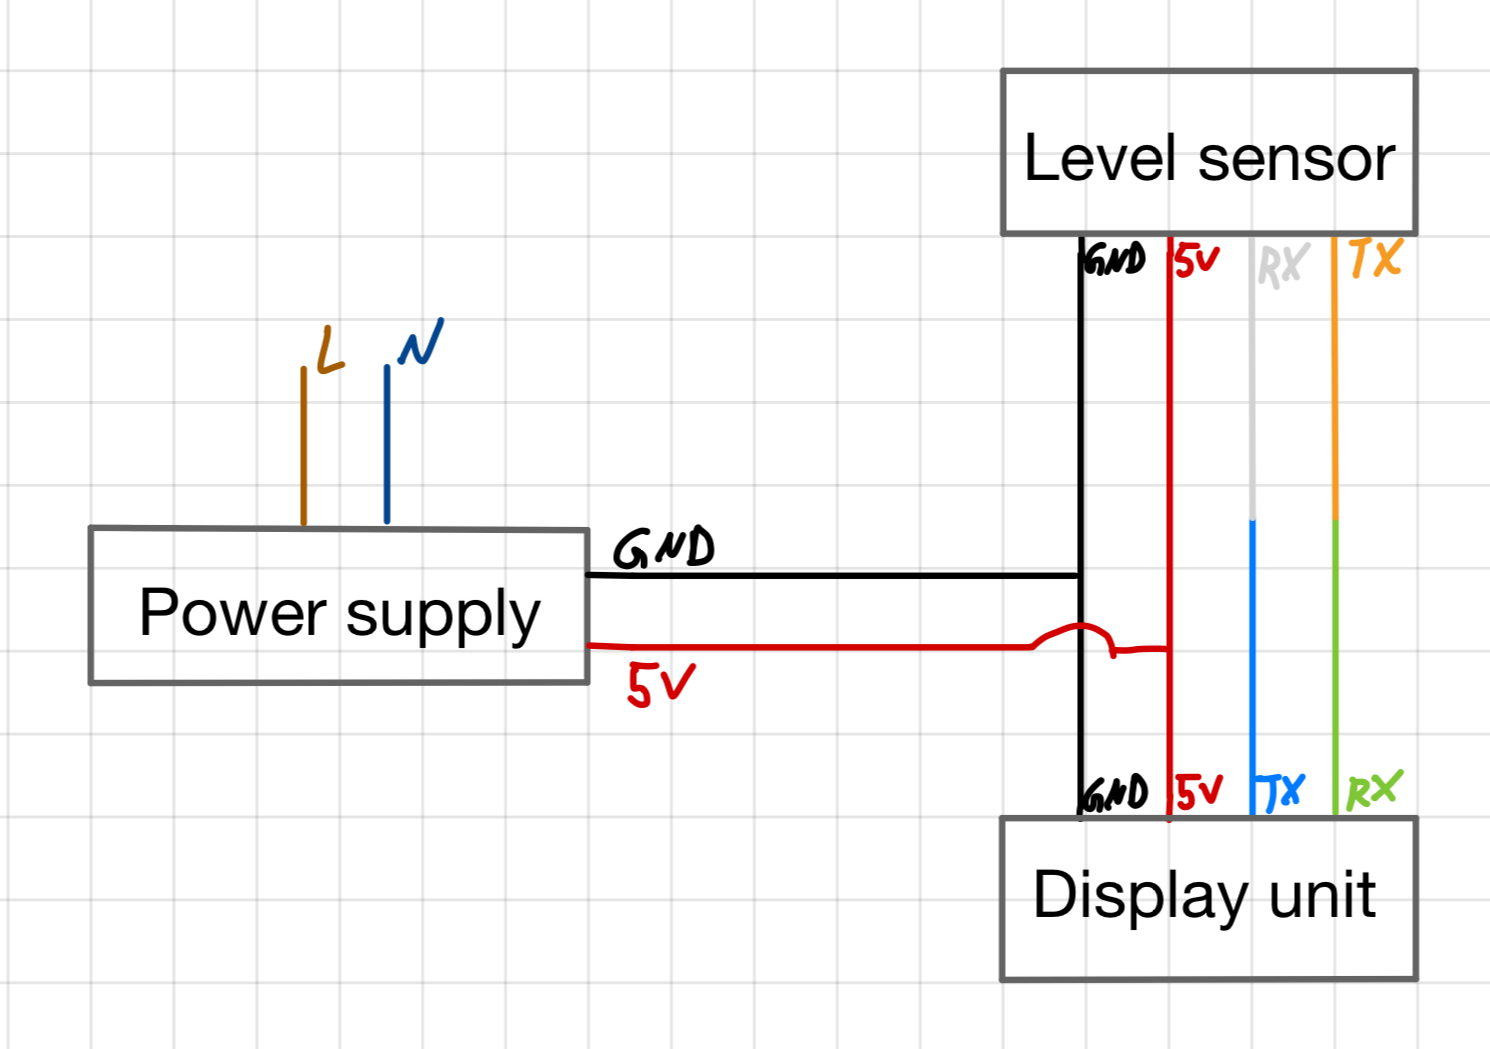 Level sensor
GND 5V RX TX
L N
GND
Power supply
5V
GND 5V TX RX
Display unit